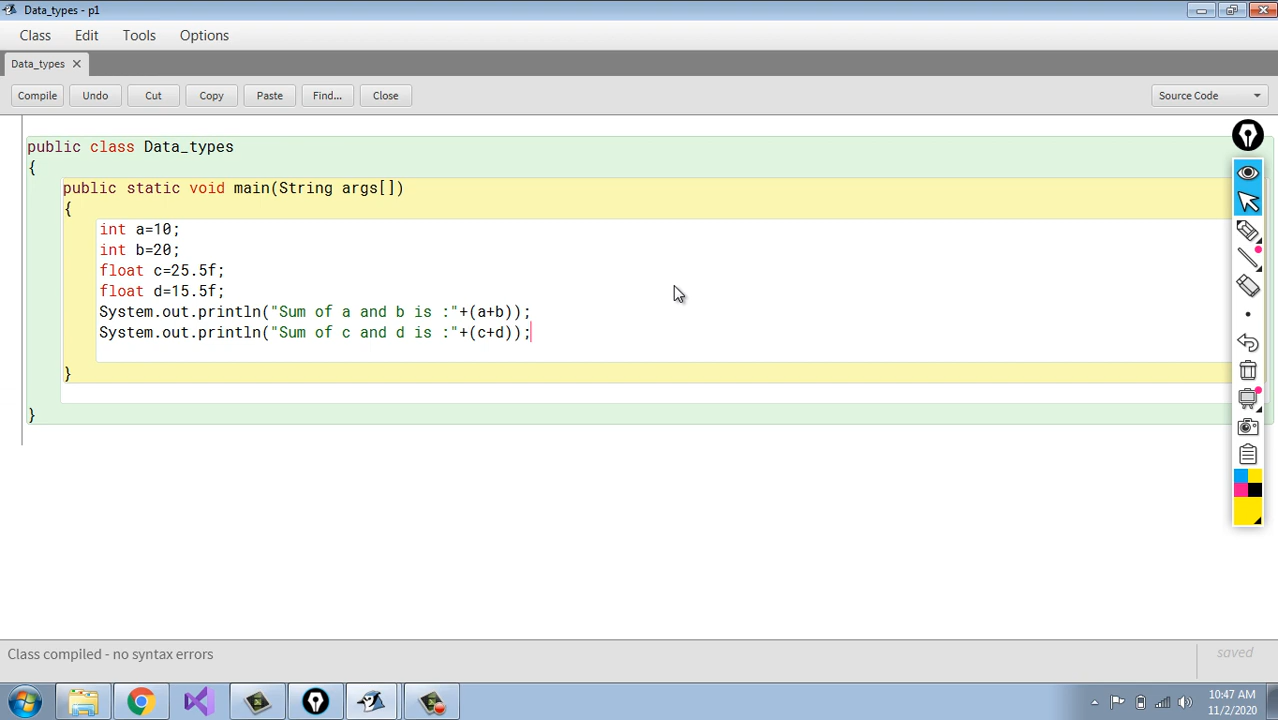 Data_types - p1
Class Edit Tools Options
Data_types
Compile Undo Cut Copy Paste Find... Close Source Code
public class Data_types
{
public static void main(String args[])
{
int a=10;
int b=20;
float c=25.5f;
float d=15.5f;
System.out.println("Sum of a and b is :"+(a+b));
System.out.println("Sum of c and d is :"+(c+d));
}
}
Class compiled - no syntax errors
saved
10:47 AM
11/2/2020